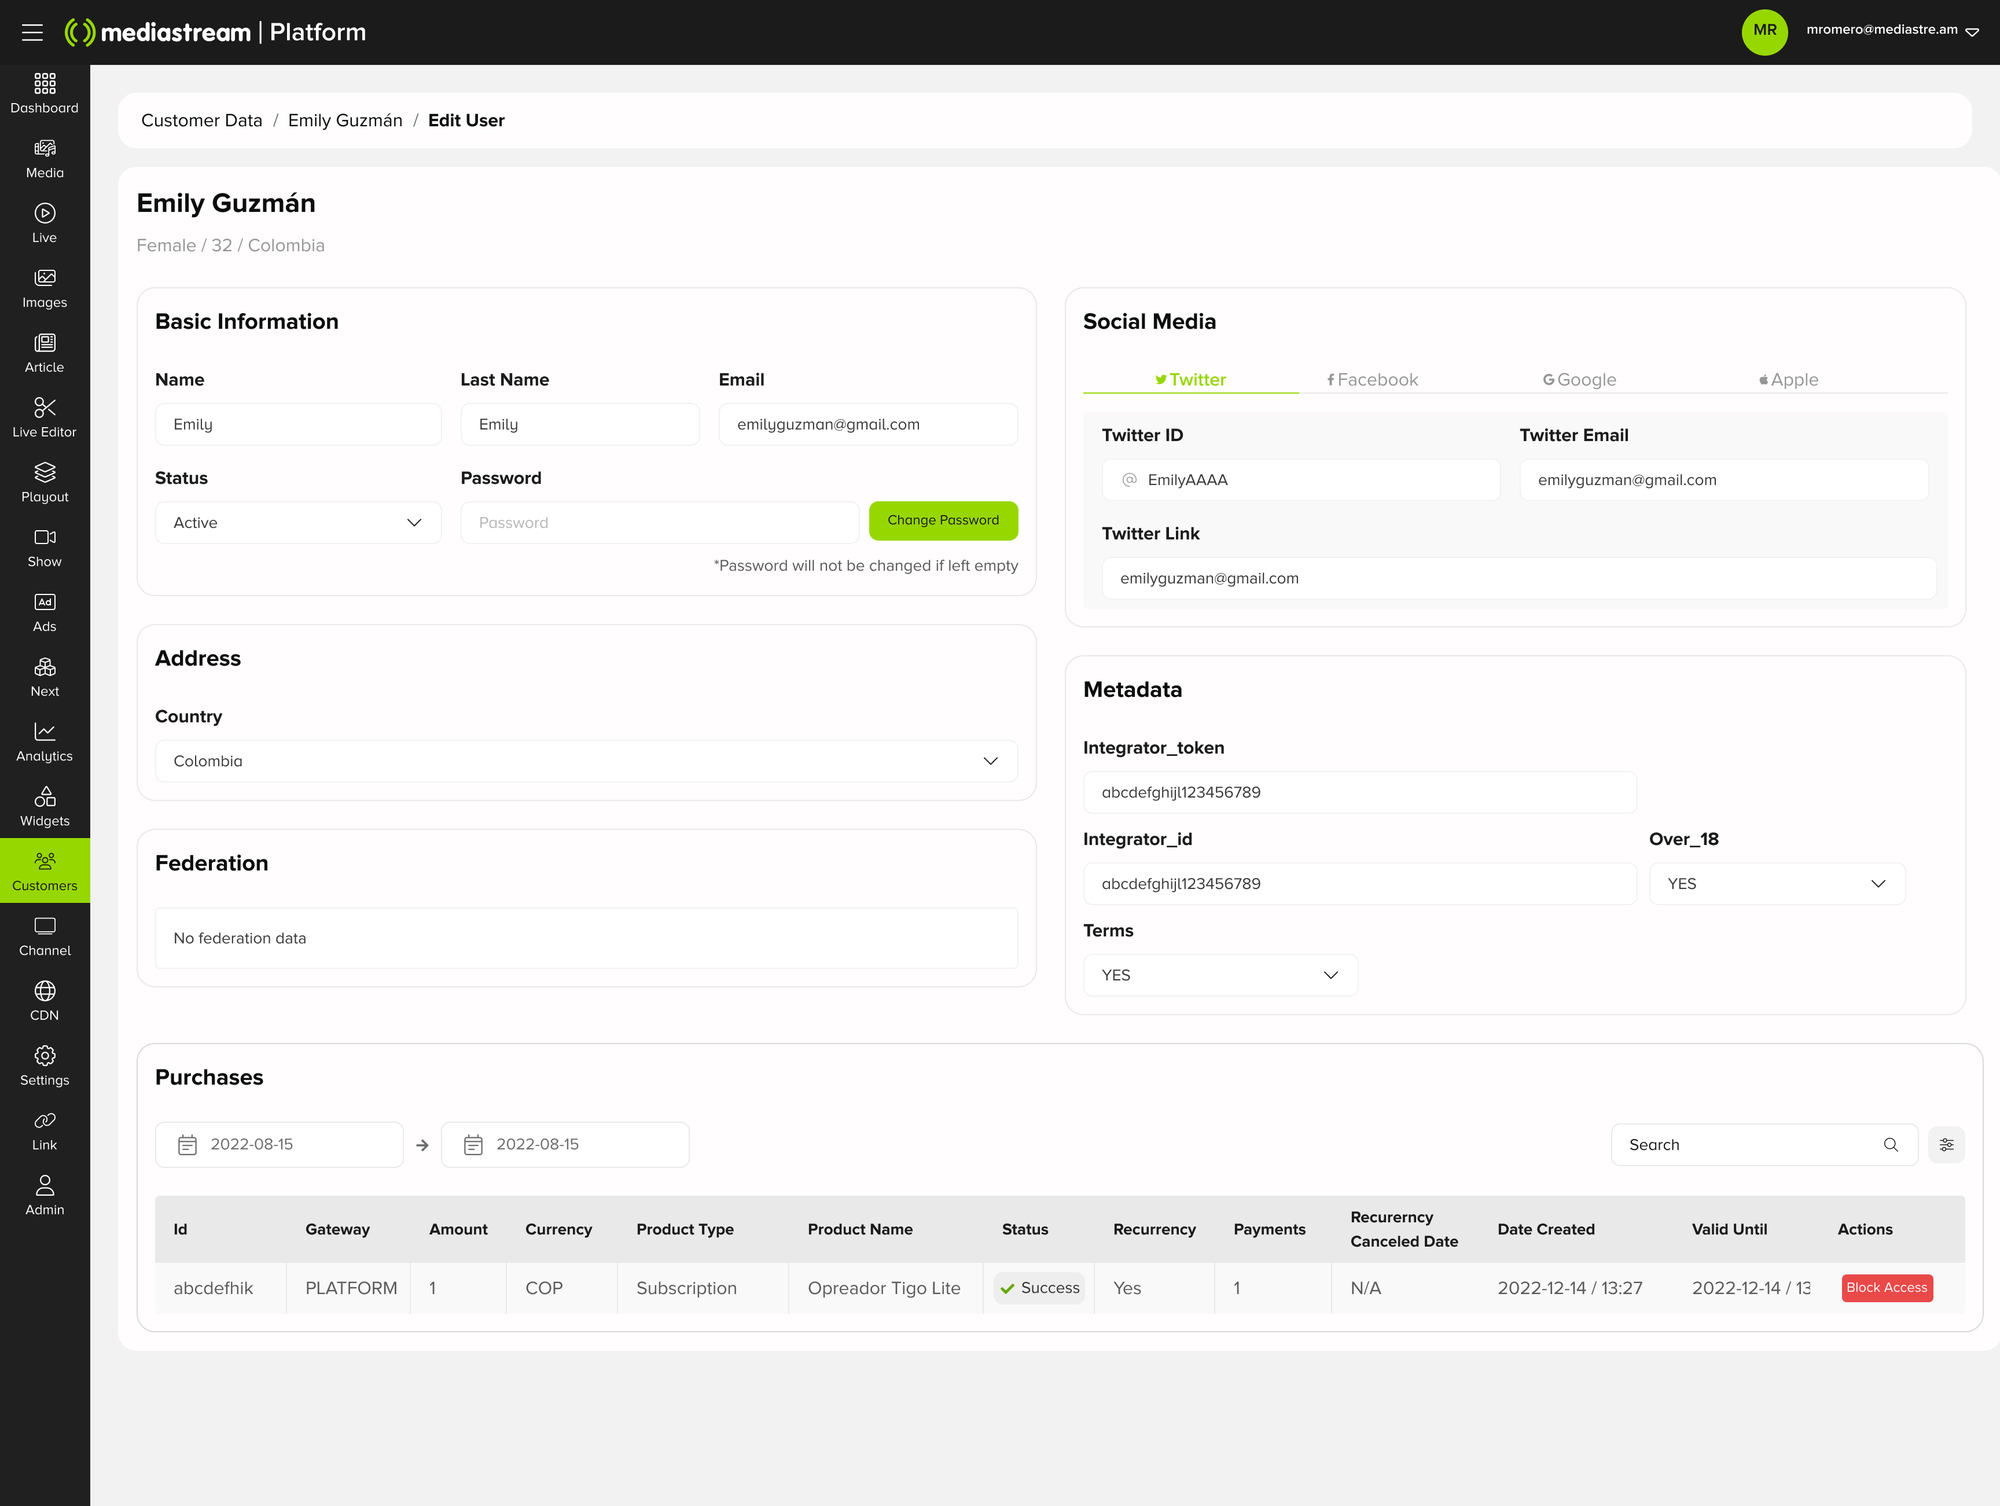 mediastream | Platform
MR
mromero@mediastre.am
Dashboard
Media
Live
Images
Article
Live Editor
Playout
Show
Ad
Ads
Next
Analytics
Widgets
Customers
Channel
CDN
Settings
Link
Admin
Customer Data / Emily Guzmán / Edit User
Emily Guzmán
Female / 32 / Colombia
Basic Information
Name Last Name Email
Emily Emily emilyguzman@gmail.com
Status Password
Active Password Change Password
*Password will not be changed if left empty
Address
Country
Colombia
Federation
No federation data
Social Media
Twitter Facebook Google Apple
Twitter ID Twitter Email
@ EmilyAAAA emilyguzman@gmail.com
Twitter Link
emilyguzman@gmail.com
Metadata
Integrator_token
abcdefghijl123456789
Integrator_id Over_18
abcdefghijl123456789 YES
Terms
YES
Purchases
2022-08-15 → 2022-08-15 Search
Id Gateway Amount Currency Product Type Product Name Status Recurrency Payments Recurerncy Canceled Date Date Created Valid Until Actions
abcdefhik PLATFORM 1 COP Subscription Opreador Tigo Lite Success Yes 1 N/A 2022-12-14 / 13:27 2022-12-14 / 13 Block Access